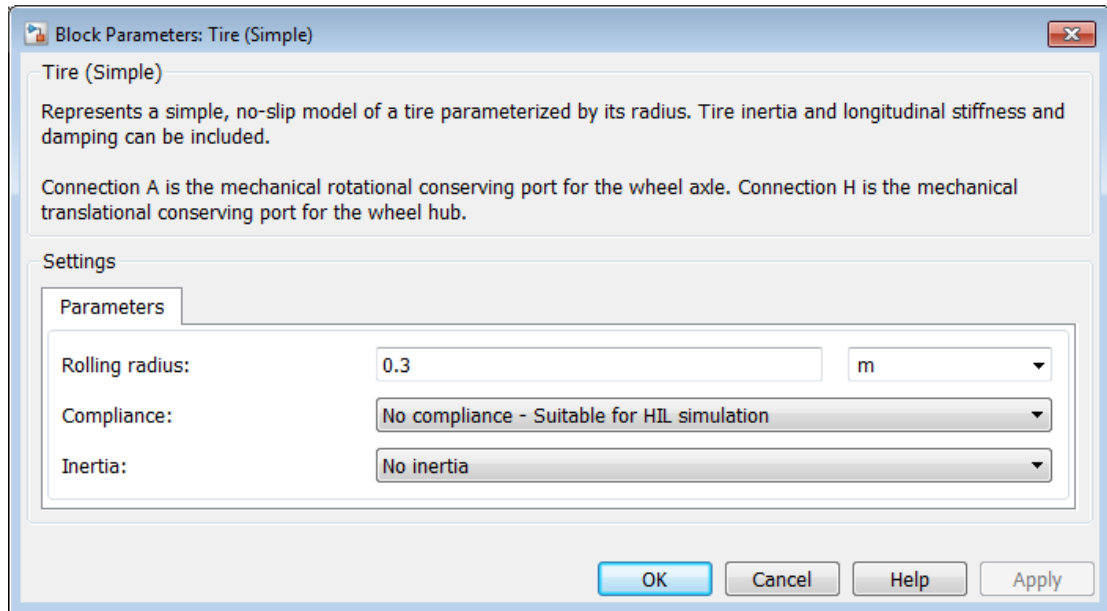 Block Parameters: Tire (Simple)
Tire (Simple)
Represents a simple, no-slip model of a tire parameterized by its radius. Tire inertia and longitudinal stiffness and
damping can be included.
Connection A is the mechanical rotational conserving port for the wheel axle. Connection H is the mechanical
translational conserving port for the wheel hub.
Settings
Parameters
Rolling radius: 0.3 m
Compliance: No compliance - Suitable for HIL simulation
Inertia: No inertia
OK Cancel Help Apply